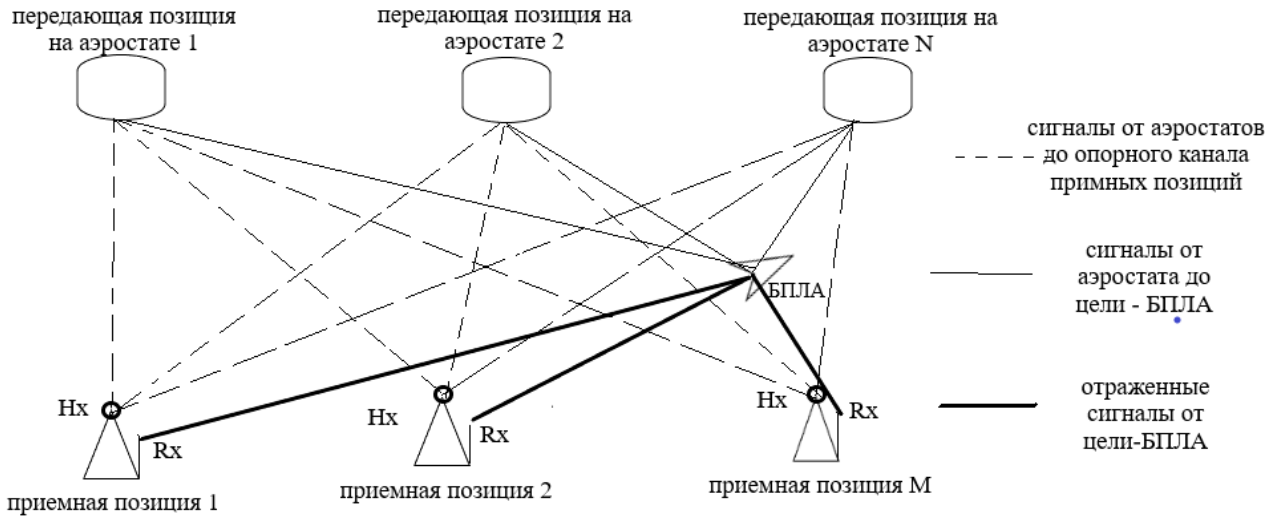 передающая позиция
на аэростате 1
передающая позиция на
аэростате 2
передающая позиция на
аэростате N
сигналы от аэростатов
до опорного канала
примных позиций
сигналы от
аэростата до
цели - БПЛА
БПЛА
отраженные
сигналы от
цели-БПЛА
Hx
Rx
Hx
Rx
Hx
Rx
приемная позиция 1
приемная позиция 2
приемная позиция М